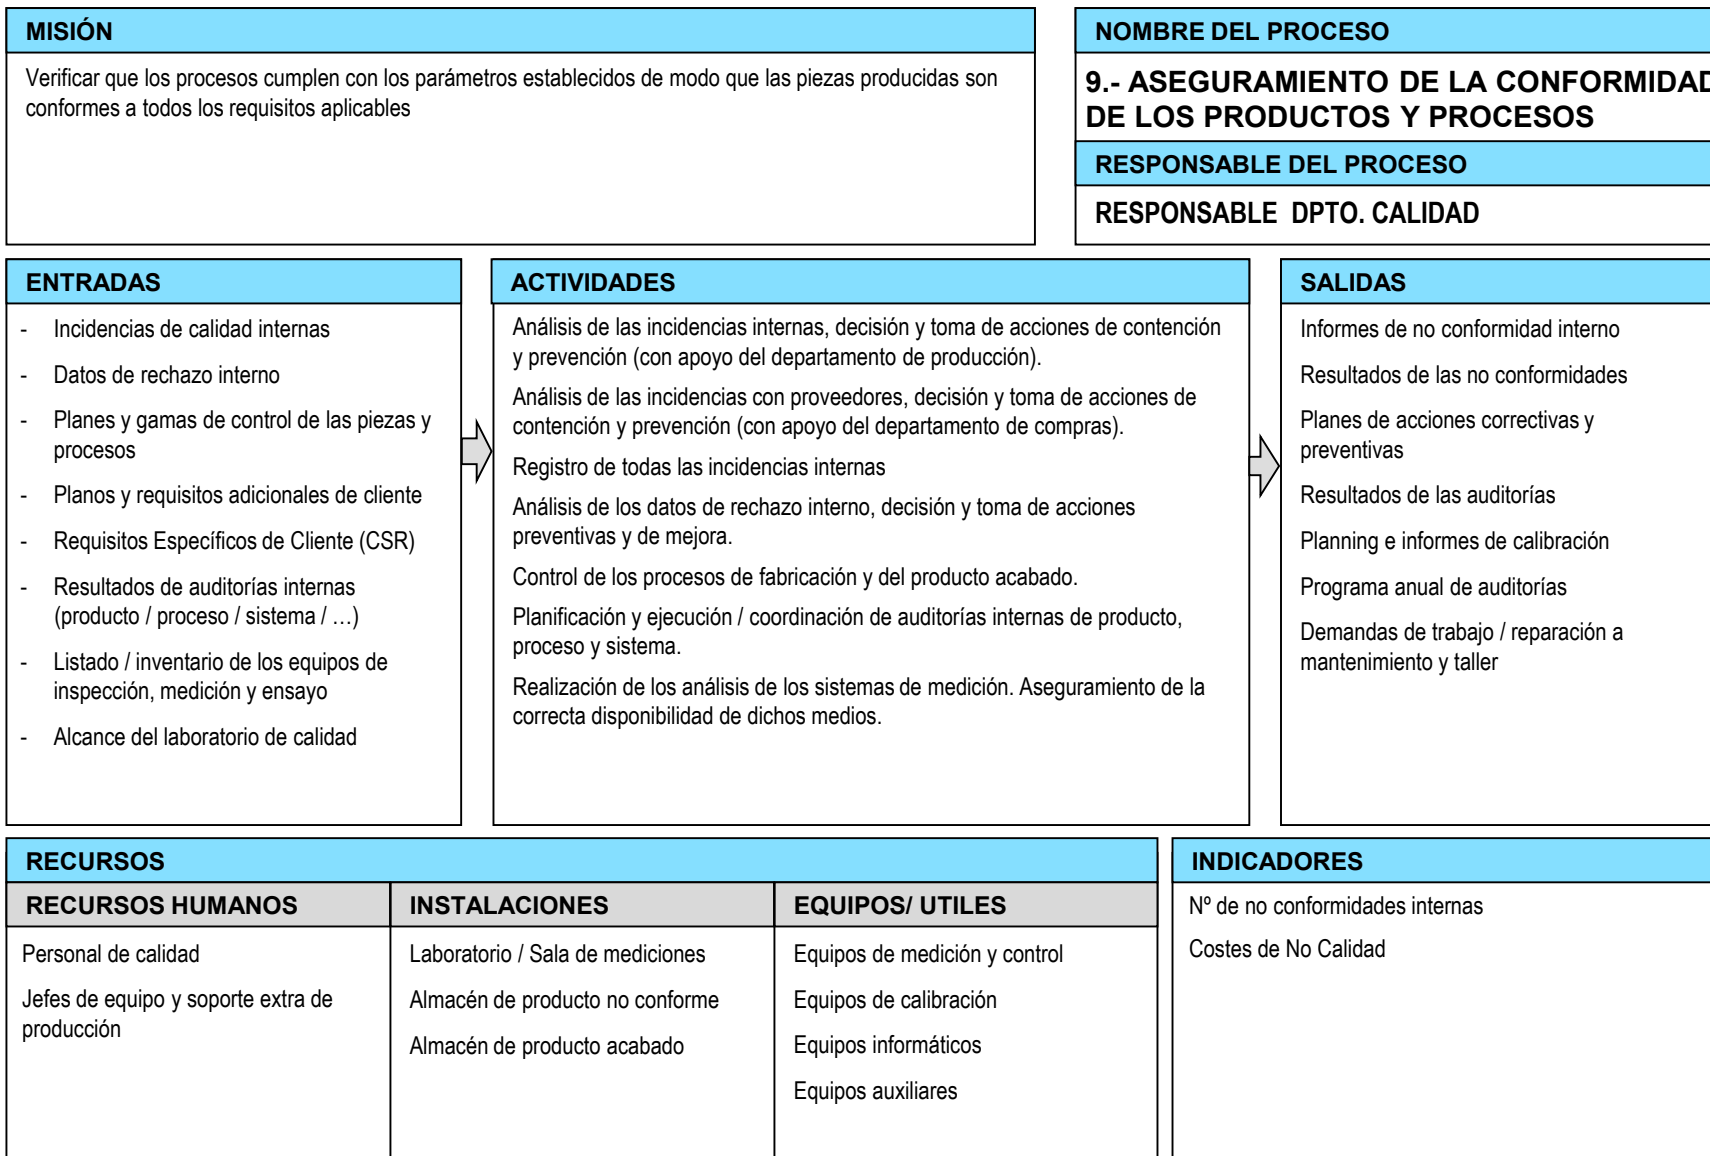 MISIÓN
Verificar que los procesos cumplen con los parámetros establecidos de modo que las piezas producidas son
conformes a todos los requisitos aplicables
NOMBRE DEL PROCESO
9.- ASEGURAMIENTO DE LA CONFORMIDAD
DE LOS PRODUCTOS Y PROCESOS
RESPONSABLE DEL PROCESO
RESPONSABLE DPTO. CALIDAD
ENTRADAS
- Incidencias de calidad internas
- Datos de rechazo interno
- Planes y gamas de control de las piezas y
procesos
- Planos y requisitos adicionales de cliente
- Requisitos Específicos de Cliente (CSR)
- Resultados de auditorías internas
(producto / proceso / sistema / …)
- Listado / inventario de los equipos de
inspección, medición y ensayo
- Alcance del laboratorio de calidad
ACTIVIDADES
Análisis de las incidencias internas, decisión y toma de acciones de contención
y prevención (con apoyo del departamento de producción).
Análisis de las incidencias con proveedores, decisión y toma de acciones de
contención y prevención (con apoyo del departamento de compras).
Registro de todas las incidencias internas
Análisis de los datos de rechazo interno, decisión y toma de acciones
preventivas y de mejora.
Control de los procesos de fabricación y del producto acabado.
Planificación y ejecución / coordinación de auditorías internas de producto,
proceso y sistema.
Realización de los análisis de los sistemas de medición. Aseguramiento de la
correcta disponibilidad de dichos medios.
SALIDAS
Informes de no conformidad interno
Resultados de las no conformidades
Planes de acciones correctivas y
preventivas
Resultados de las auditorías
Planning e informes de calibración
Programa anual de auditorías
Demandas de trabajo / reparación a
mantenimiento y taller
RECURSOS
RECURSOS HUMANOS
Personal de calidad
Jefes de equipo y soporte extra de
producción
INSTALACIONES
Laboratorio / Sala de mediciones
Almacén de producto no conforme
Almacén de producto acabado
EQUIPOS/ UTILES
Equipos de medición y control
Equipos de calibración
Equipos informáticos
Equipos auxiliares
INDICADORES
Nº de no conformidades internas
Costes de No Calidad